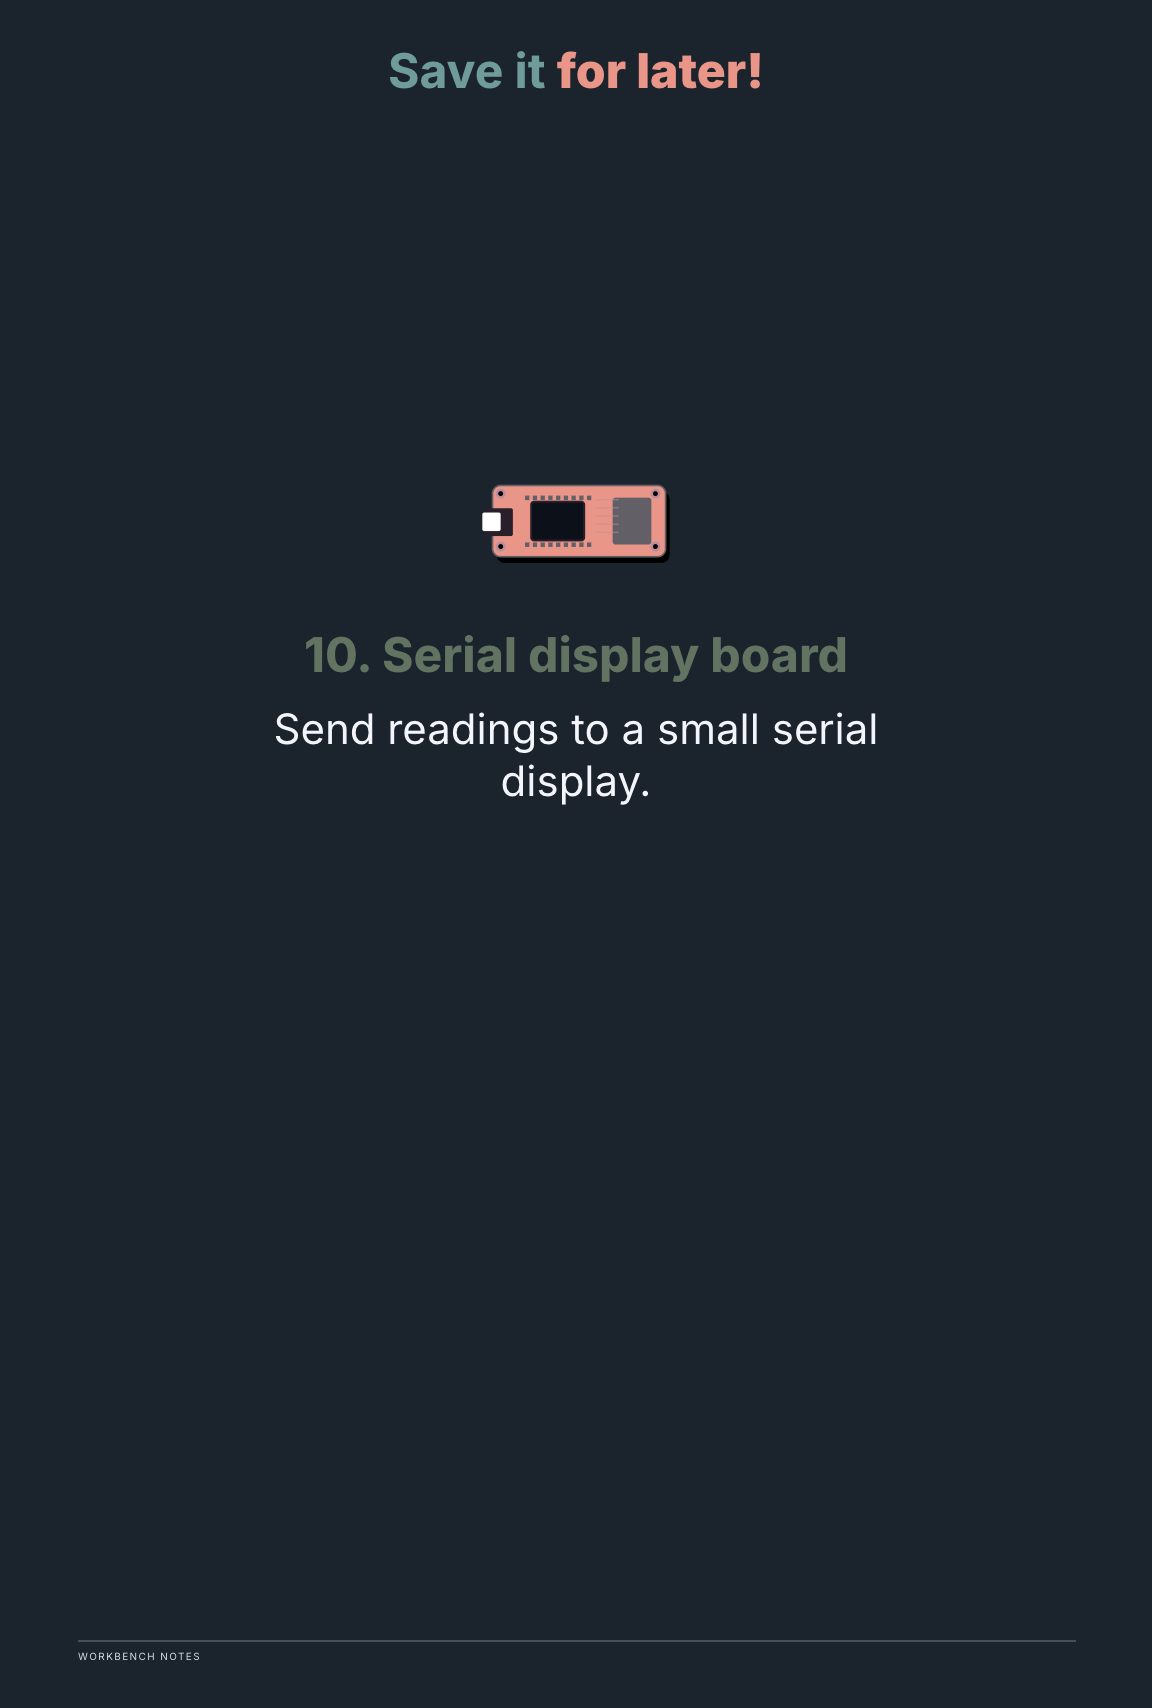 Save it for later!
10. Serial display board
Send readings to a small serial
display.
WORKBENCH NOTES